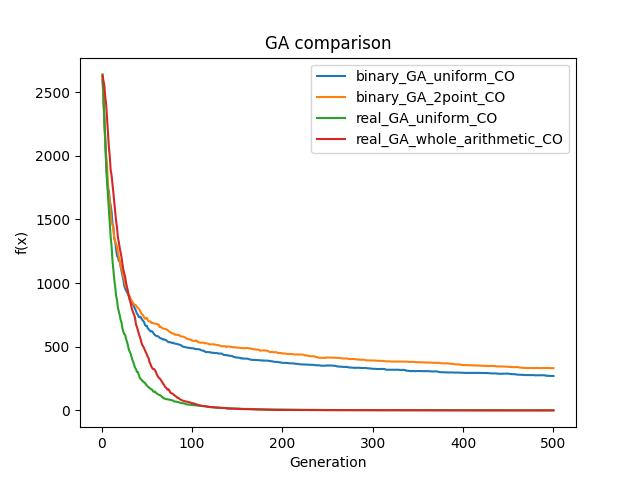 GA comparison
binary_GA_uniform_CO
binary_GA_2point_CO
real_GA_uniform_CO
real_GA_whole_arithmetic_CO
f(x)
2500
2000
1500
1000
500
0
0 100 200 300 400 500
Generation